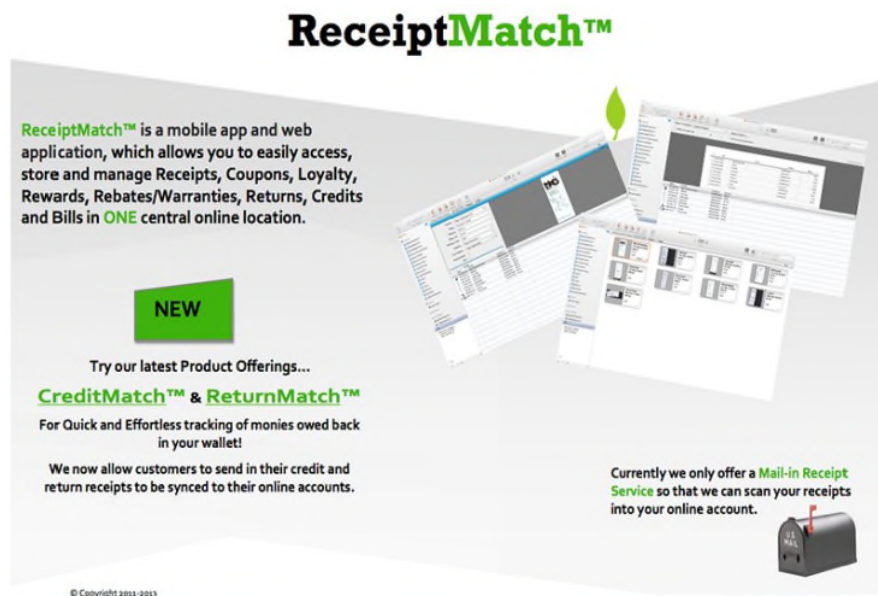 ReceiptMatch™
ReceiptMatch™ is a mobile app and web
application, which allows you to easily access,
store and manage Receipts, Coupons, Loyalty,
Rewards, Rebates/Warranties, Returns, Credits
and Bills in ONE central online location.
NEW
Try our latest Product Offerings...
CreditMatch™ & ReturnMatch™
For Quick and Effortless tracking of monies owed back
in your wallet!
We now allow customers to send in their credit and
return receipts to be synced to their online accounts.
Currently we only offer a Mail-in Receipt
Service so that we can scan your receipts
into your online account.
U.S.
MAIL
© Copyright 2011-2013